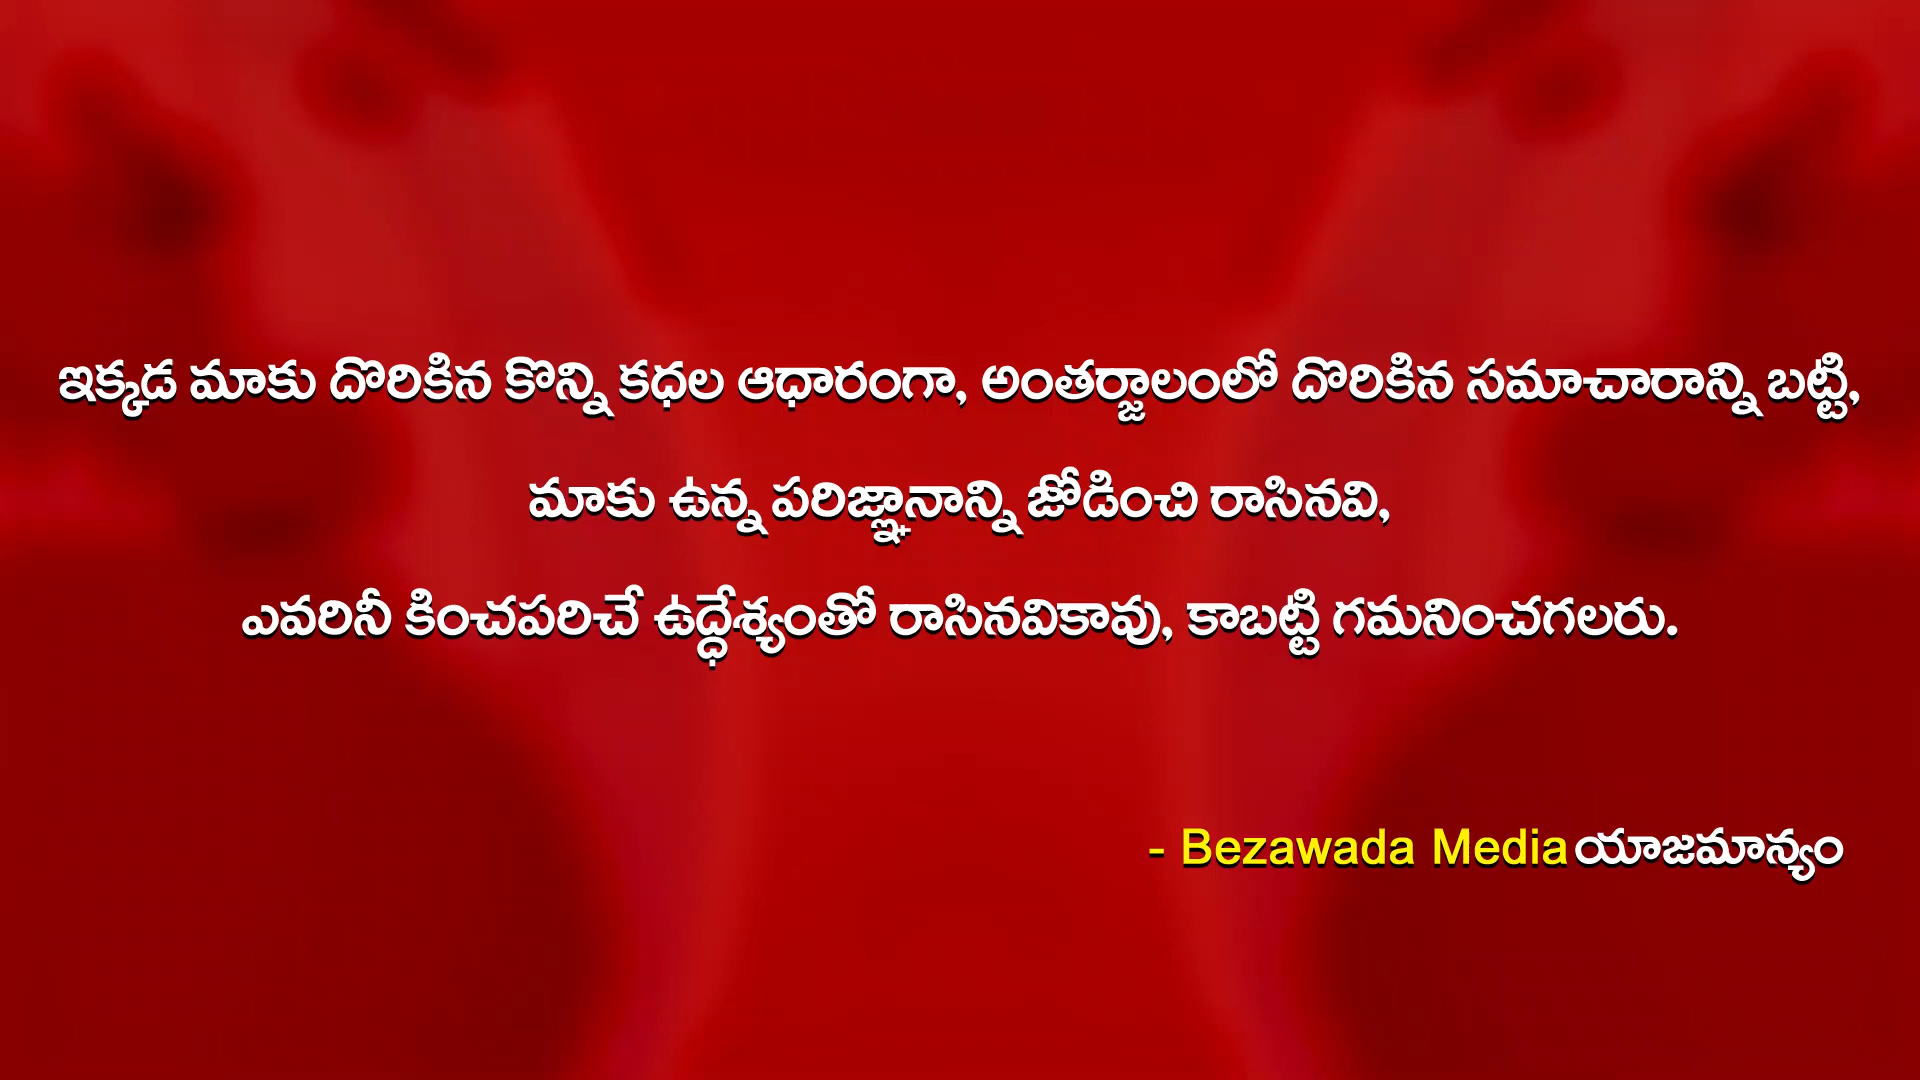 ఇక్కడ మాకు దొరికిన కొన్ని కధల ఆధారంగా, అంతర్జాలంలో దొరికిన సమాచారాన్ని బట్టి,
మాకు ఉన్న పరిజ్ఞానాన్ని జోడించి రాసినవి,
ఎవరినీ కించపరిచే ఉద్ధేశ్యంతో రాసినవికావు, కాబట్టి గమనించగలరు.
- Bezawada Media యాజమాన్యం